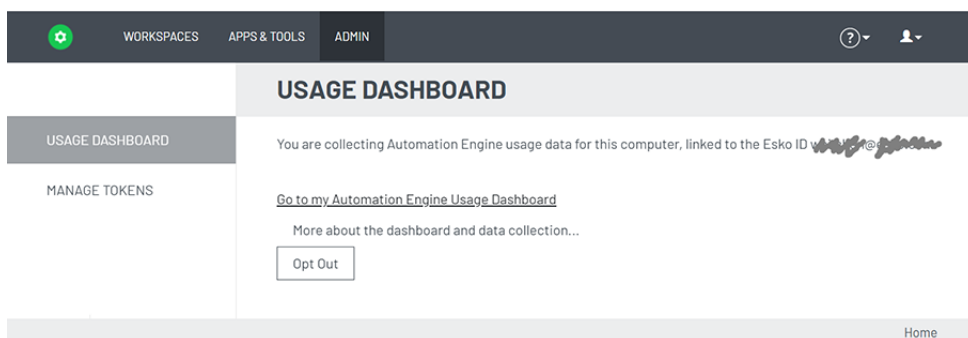 WORKSPACES APPS & TOOLS ADMIN ?
USAGE DASHBOARD
USAGE DASHBOARD
You are collecting Automation Engine usage data for this computer, linked to the Esko ID
MANAGE TOKENS
Go to my Automation Engine Usage Dashboard
More about the dashboard and data collection...
Opt Out
Home